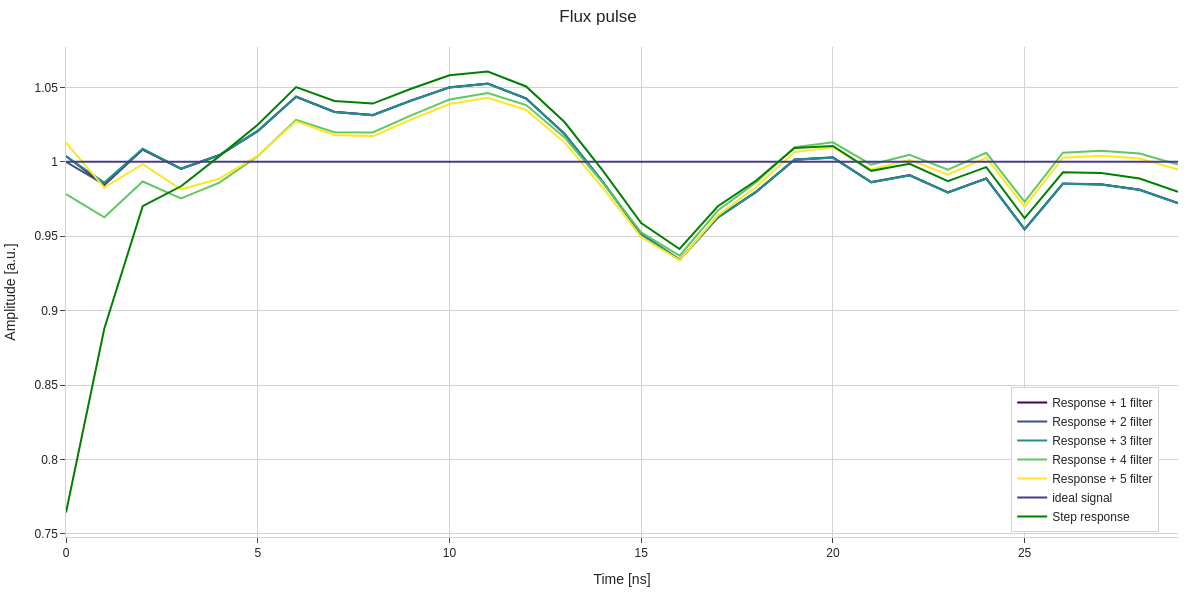 Flux pulse
Amplitude [a.u.]
1.05
1
0.95
0.9
0.85
0.8
0.75
0
5
10
15
20
25
Time [ns]
Response + 1 filter
Response + 2 filter
Response + 3 filter
Response + 4 filter
Response + 5 filter
ideal signal
Step response